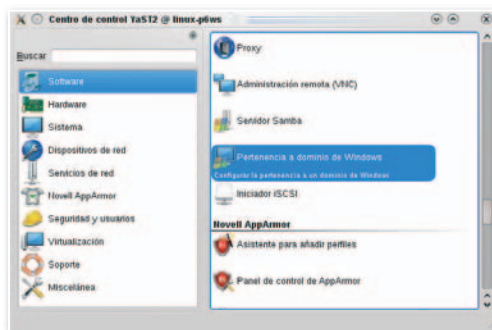 Centro de control YaST2 @ linux-p6ws
Buscar
Software
Hardware
Sistema
Dispositivos de red
Servicios de red
Novell AppArmor
Seguridad y usuarios
Virtualización
Soporte
Miscelánea
Proxy
Administración remota (VNC)
Servidor Samba
Pertenencia a dominio de Windows
Configurar la pertenencia a un dominio de Windows
Iniciador iSCSI
Novell AppArmor
Asistente para añadir perfiles
Panel de control de AppArmor